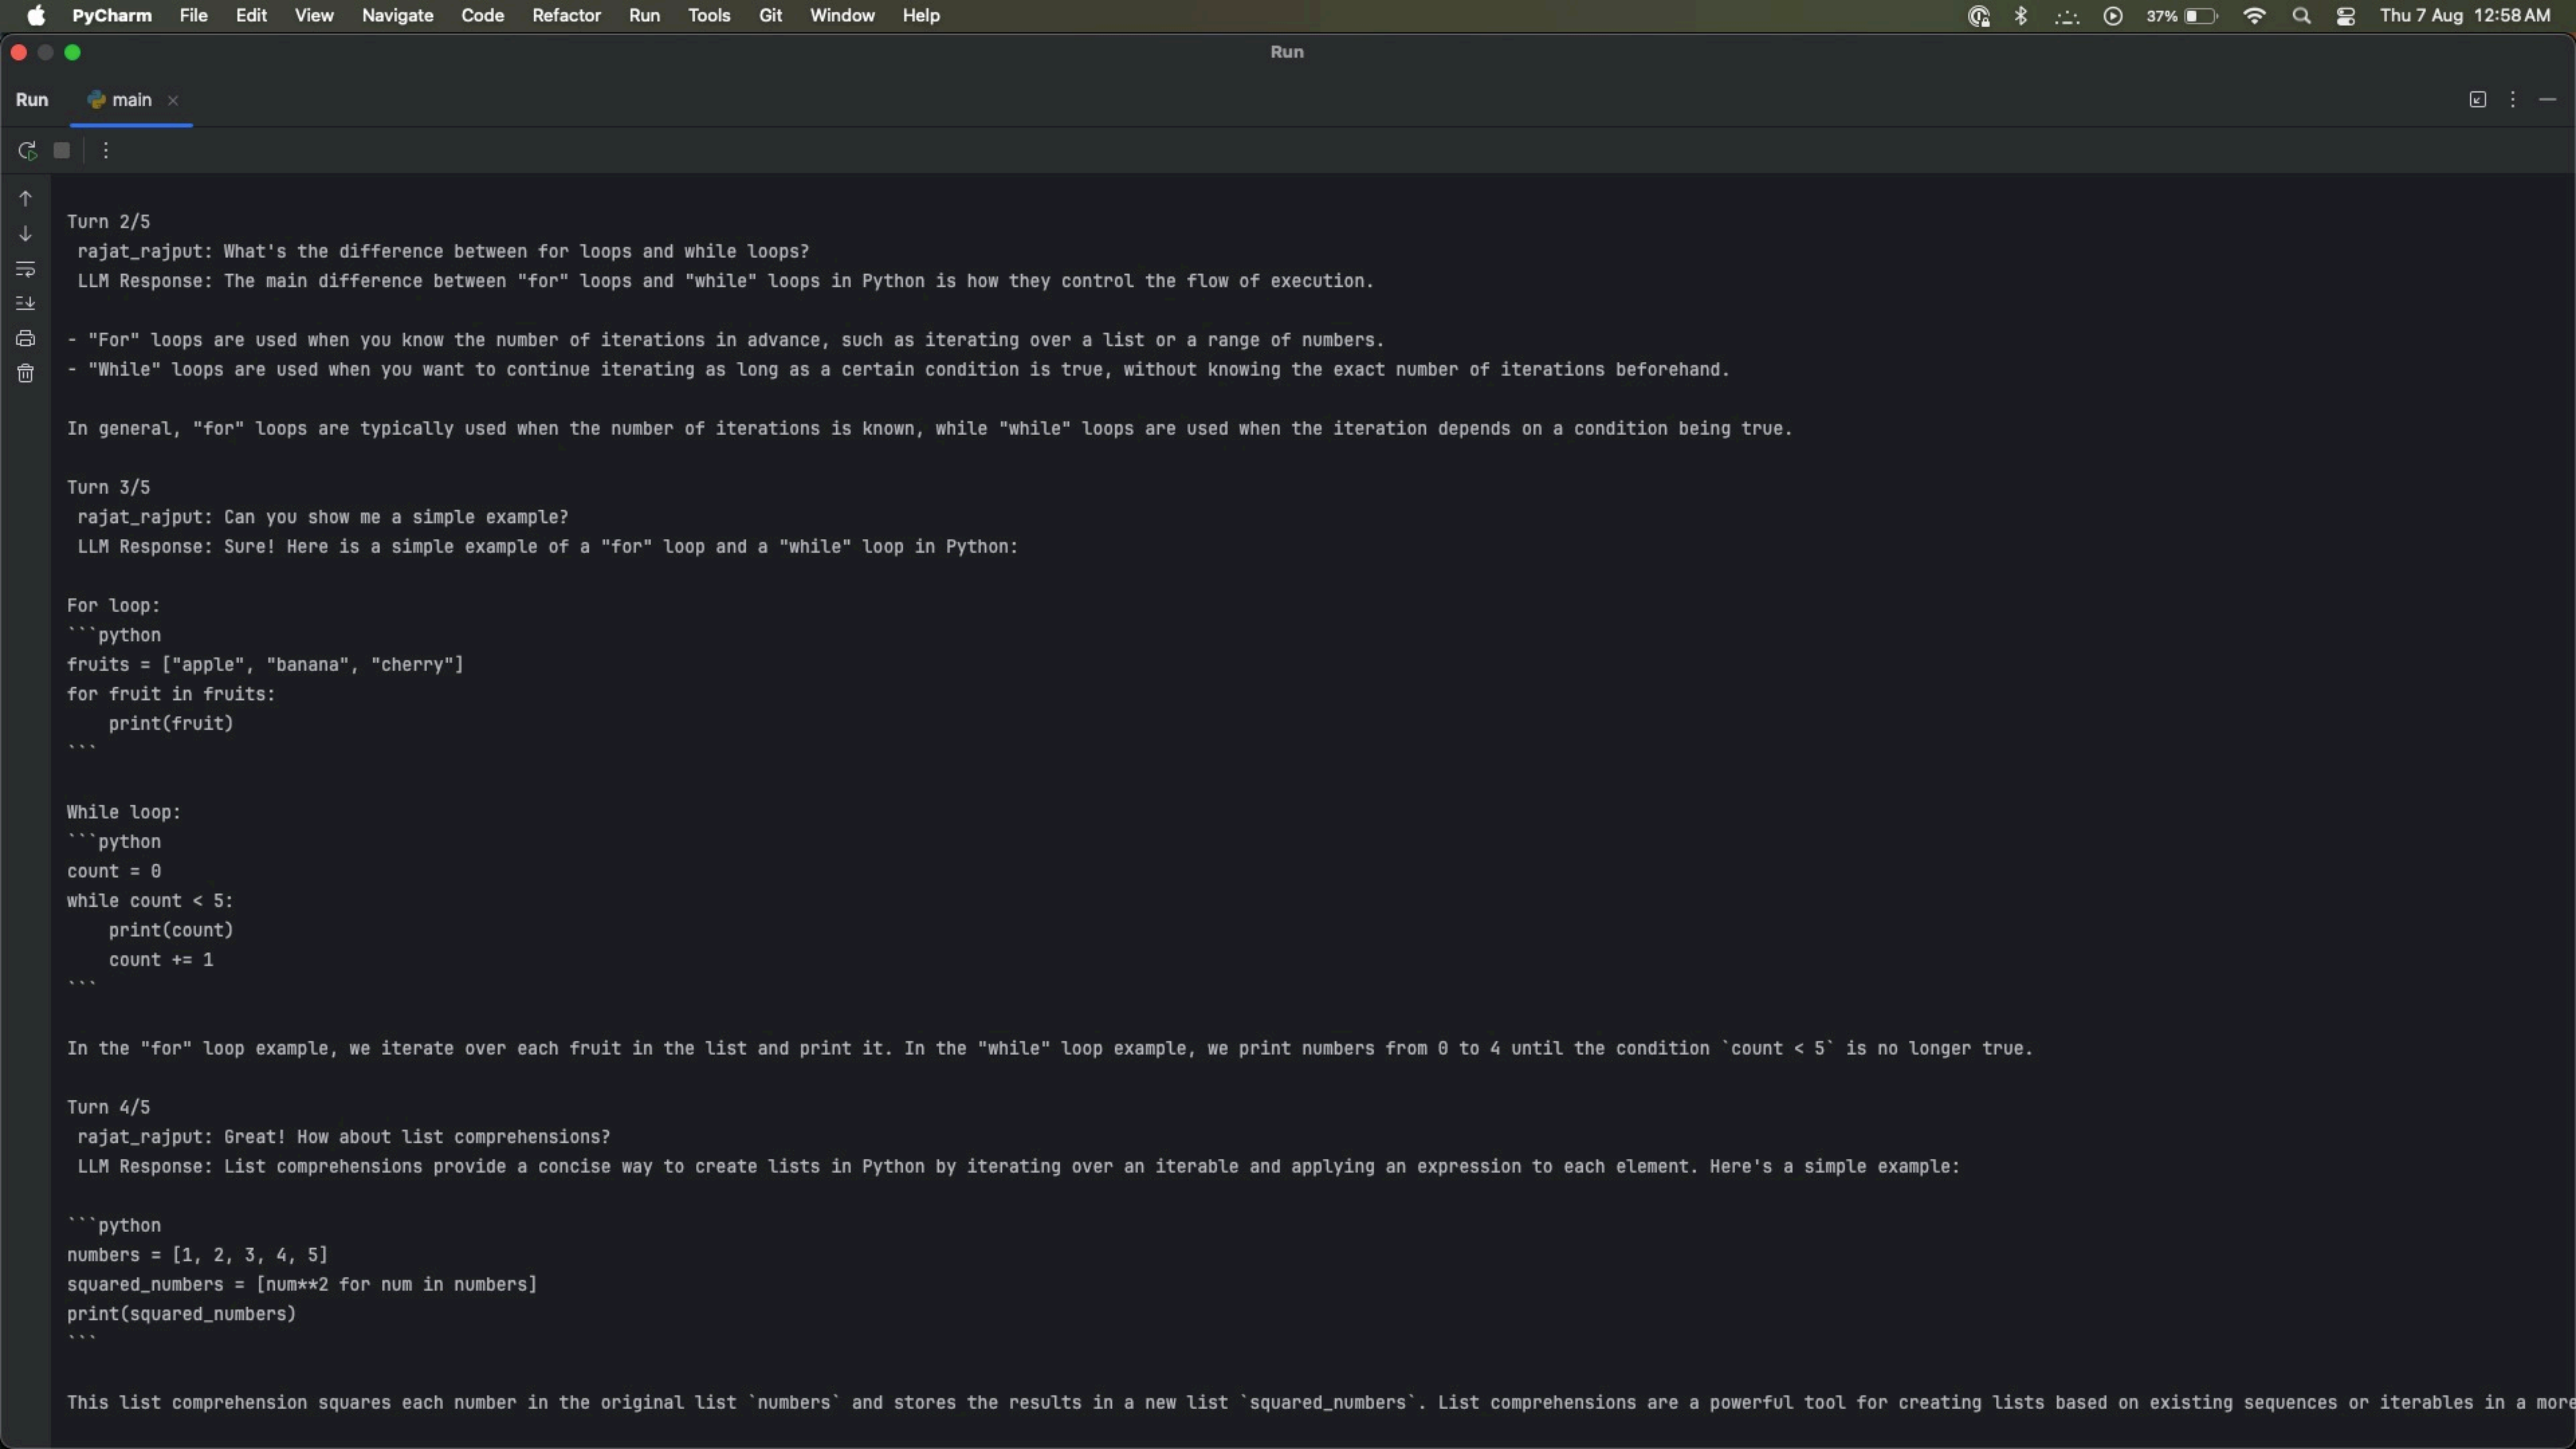 PyCharm File Edit View Navigate Code Refactor Run Tools Git Window Help 37% Thu 7 Aug 12:58 AM
Run
Run main
Turn 2/5
 rajat_rajput: What's the difference between for loops and while loops?
 LLM Response: The main difference between "for" loops and "while" loops in Python is how they control the flow of execution.
- "For" loops are used when you know the number of iterations in advance, such as iterating over a list or a range of numbers.
- "While" loops are used when you want to continue iterating as long as a certain condition is true, without knowing the exact number of iterations beforehand.
In general, "for" loops are typically used when the number of iterations is known, while "while" loops are used when the iteration depends on a condition being true.
Turn 3/5
 rajat_rajput: Can you show me a simple example?
 LLM Response: Sure! Here is a simple example of a "for" loop and a "while" loop in Python:
For loop:
```python
fruits = ["apple", "banana", "cherry"]
for fruit in fruits:
    print(fruit)
```
While loop:
```python
count = 0
while count < 5:
    print(count)
    count += 1
```
In the "for" loop example, we iterate over each fruit in the list and print it. In the "while" loop example, we print numbers from 0 to 4 until the condition `count < 5` is no longer true.
Turn 4/5
 rajat_rajput: Great! How about list comprehensions?
 LLM Response: List comprehensions provide a concise way to create lists in Python by iterating over an iterable and applying an expression to each element. Here's a simple example:
```python
numbers = [1, 2, 3, 4, 5]
squared_numbers = [num**2 for num in numbers]
print(squared_numbers)
```
This list comprehension squares each number in the original list `numbers` and stores the results in a new list `squared_numbers`. List comprehensions are a powerful tool for creating lists based on existing sequences or iterables in a more